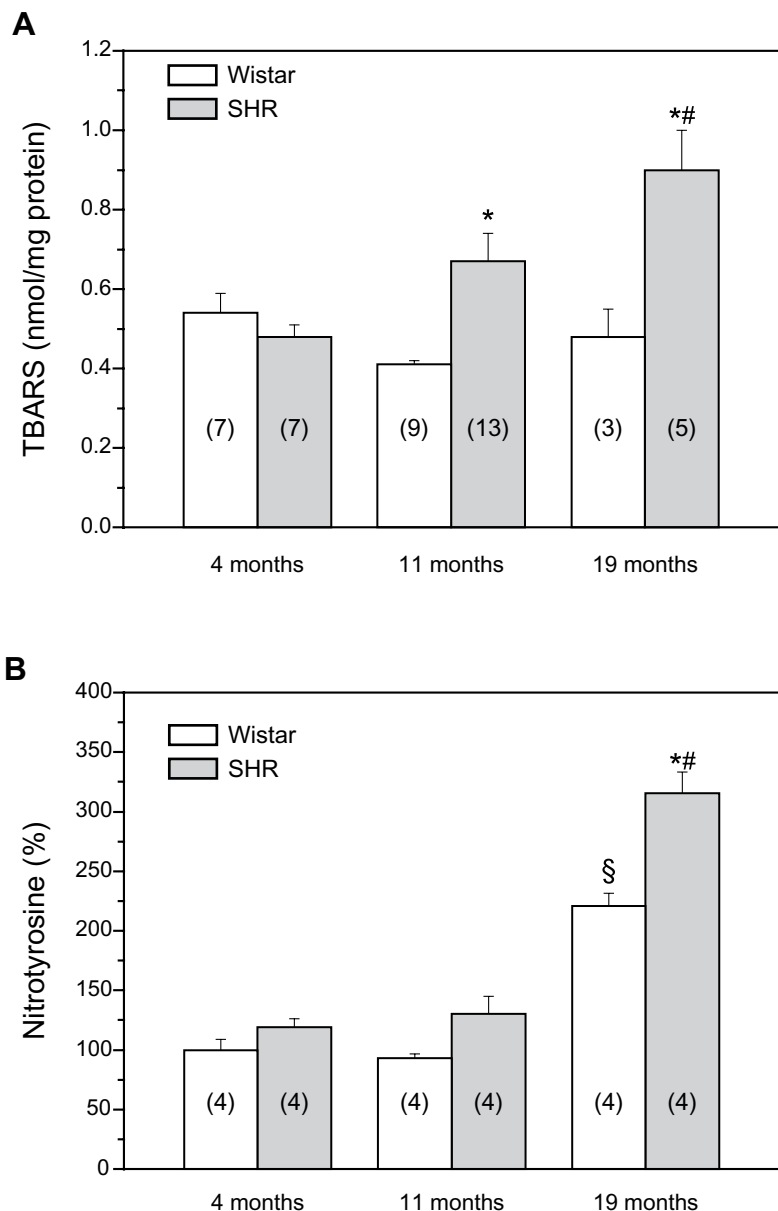 A
1.2
Wistar
SHR
1.0
*#
0.8
*
TBARS (nmol/mg protein)
0.6
0.4
(7) (7) (9) (13) (3) (5)
0.2
0.0
4 months 11 months 19 months
B
400
Wistar
350
SHR
*#
300
250
§
Nitrotyrosine (%)
200
150
100
(4) (4) (4) (4) (4) (4)
50
0
4 months 11 months 19 months